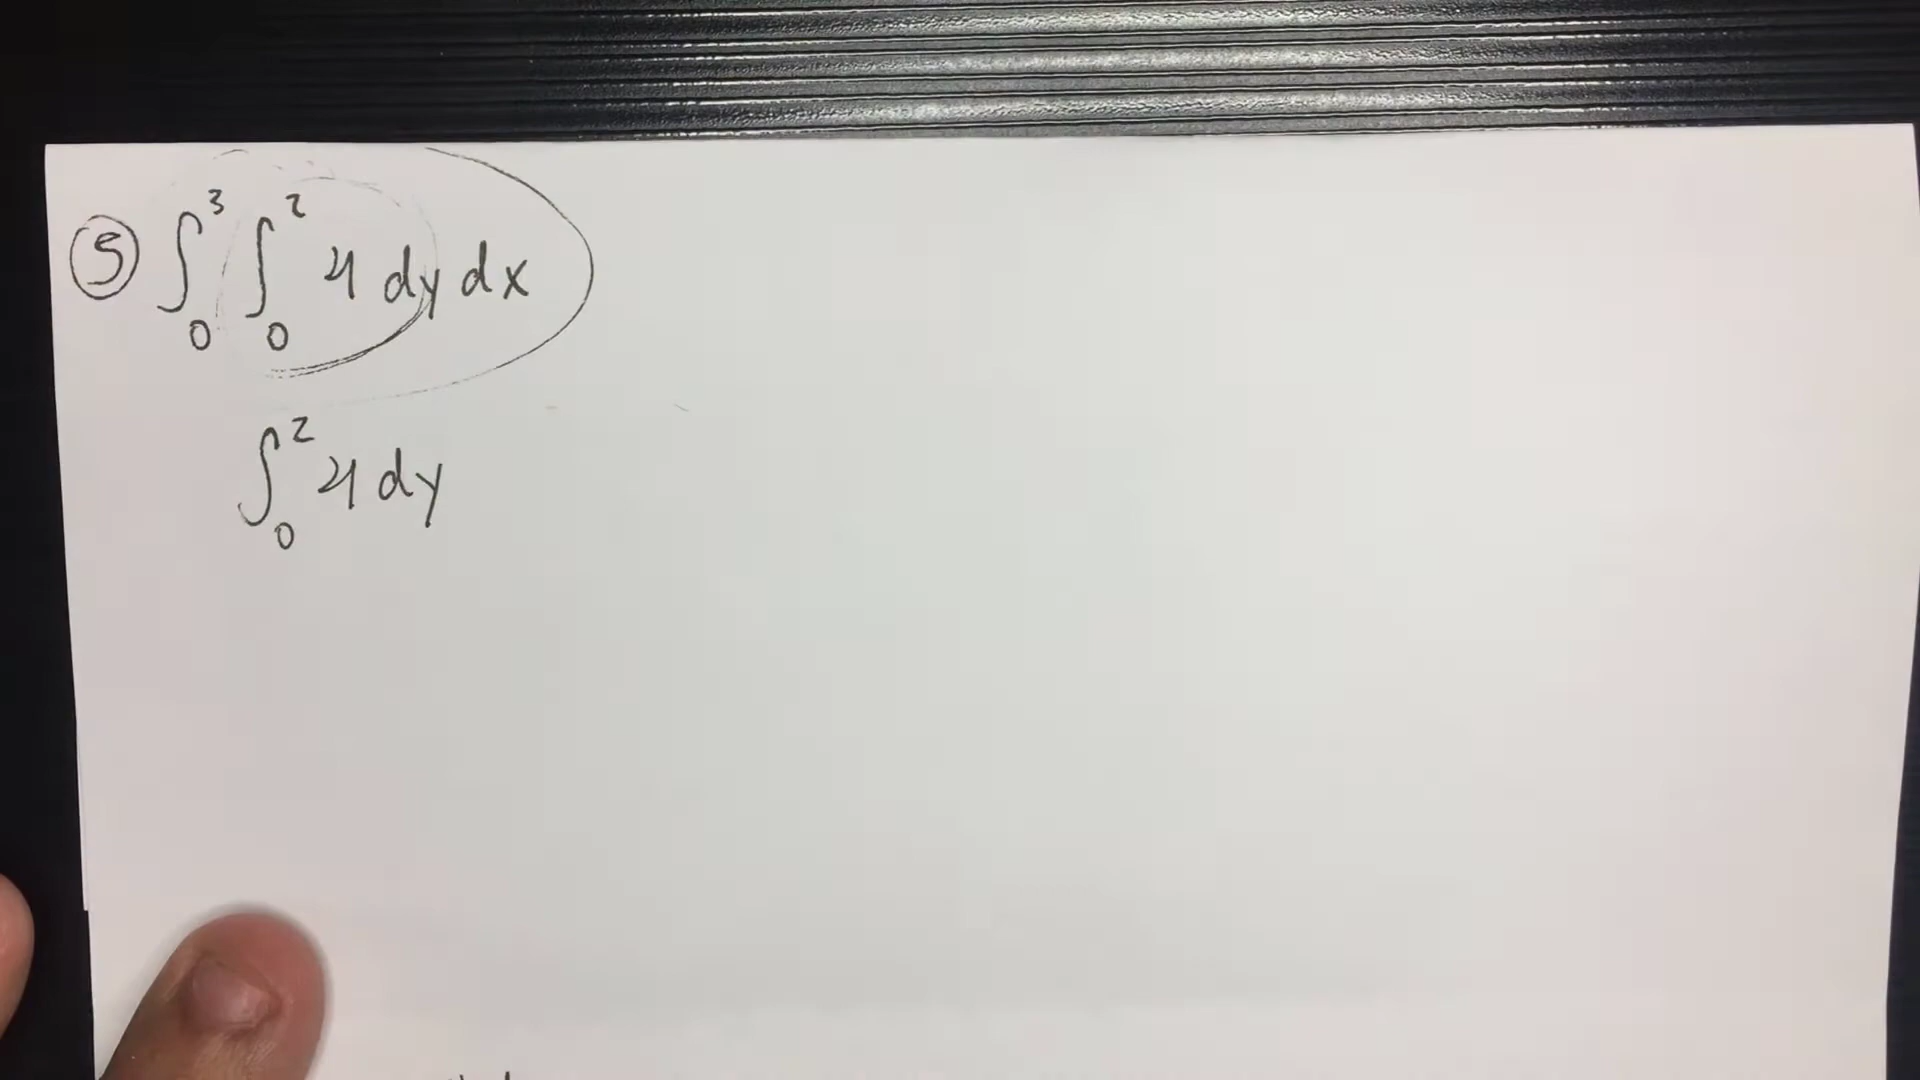 ⑤ ∫₀³ ∫₀² 4 dy dx
∫₀² 4 dy